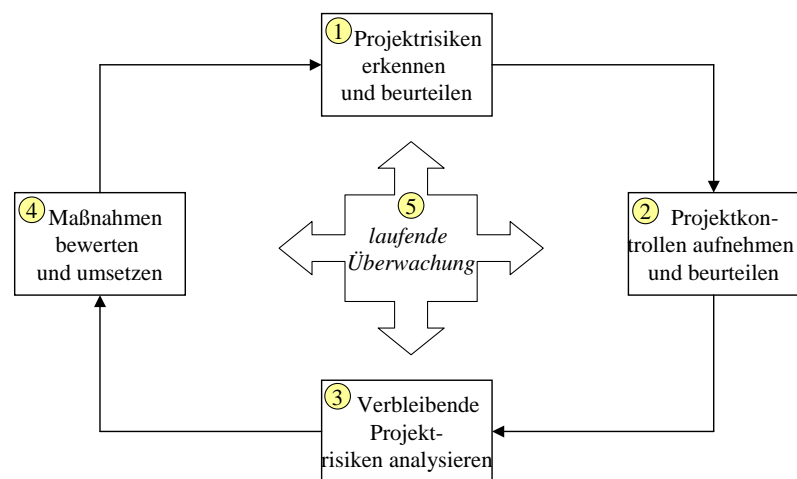 1 Projektrisiken
erkennen
und beurteilen
2 Projektkon-
trollen aufnehmen
und beurteilen
3 Verbleibende
Projekt-
risiken analysieren
4 Maßnahmen
bewerten
und umsetzen
5
laufende
Überwachung